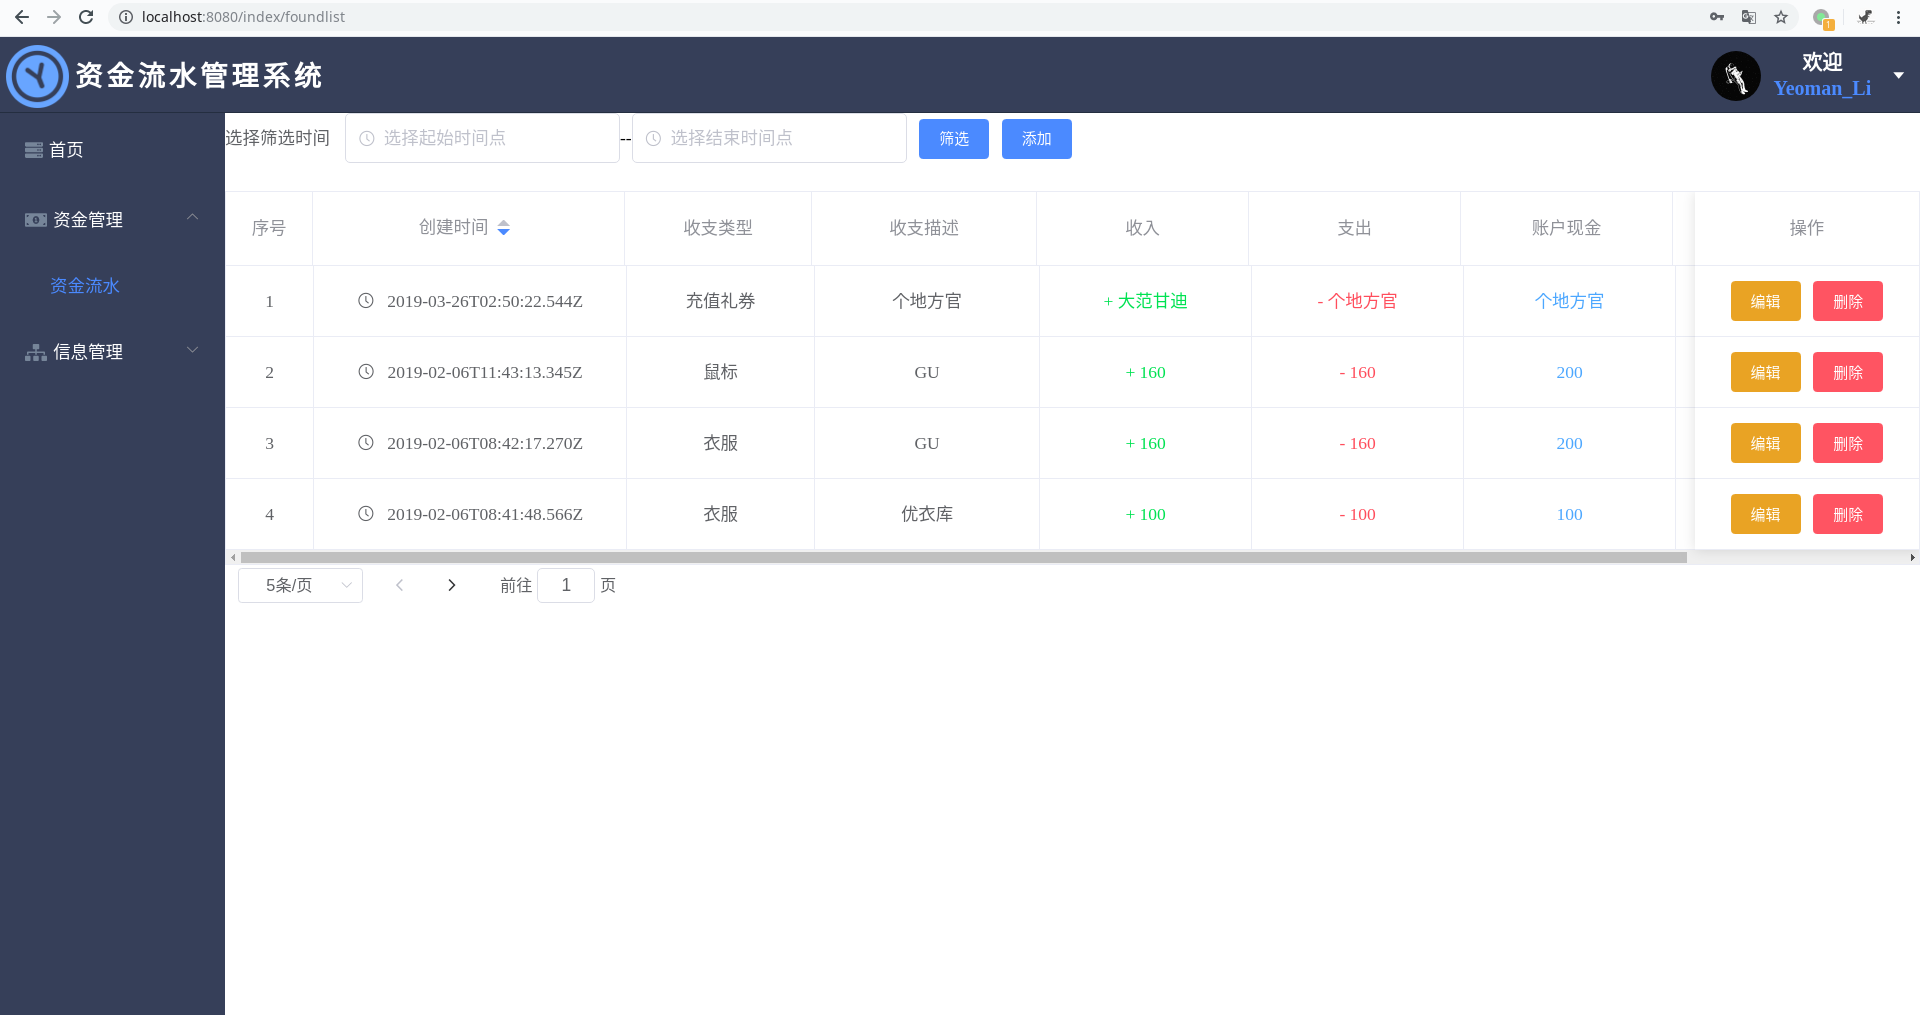 localhost:8080/index/foundlist
1
资金流水管理系统
欢迎
Yeoman_Li
首页
资金管理
资金流水
信息管理
选择筛选时间 选择起始时间点 -- 选择结束时间点 筛选 添加
序号 创建时间 收支类型 收支描述 收入 支出 账户现金 操作
1 2019-03-26T02:50:22.544Z 充值礼券 个地方官 + 大范甘迪 - 个地方官 个地方官 编辑 删除
2 2019-02-06T11:43:13.345Z 鼠标 GU + 160 - 160 200 编辑 删除
3 2019-02-06T08:42:17.270Z 衣服 GU + 160 - 160 200 编辑 删除
4 2019-02-06T08:41:48.566Z 衣服 优衣库 + 100 - 100 100 编辑 删除
5条/页 前往 1 页